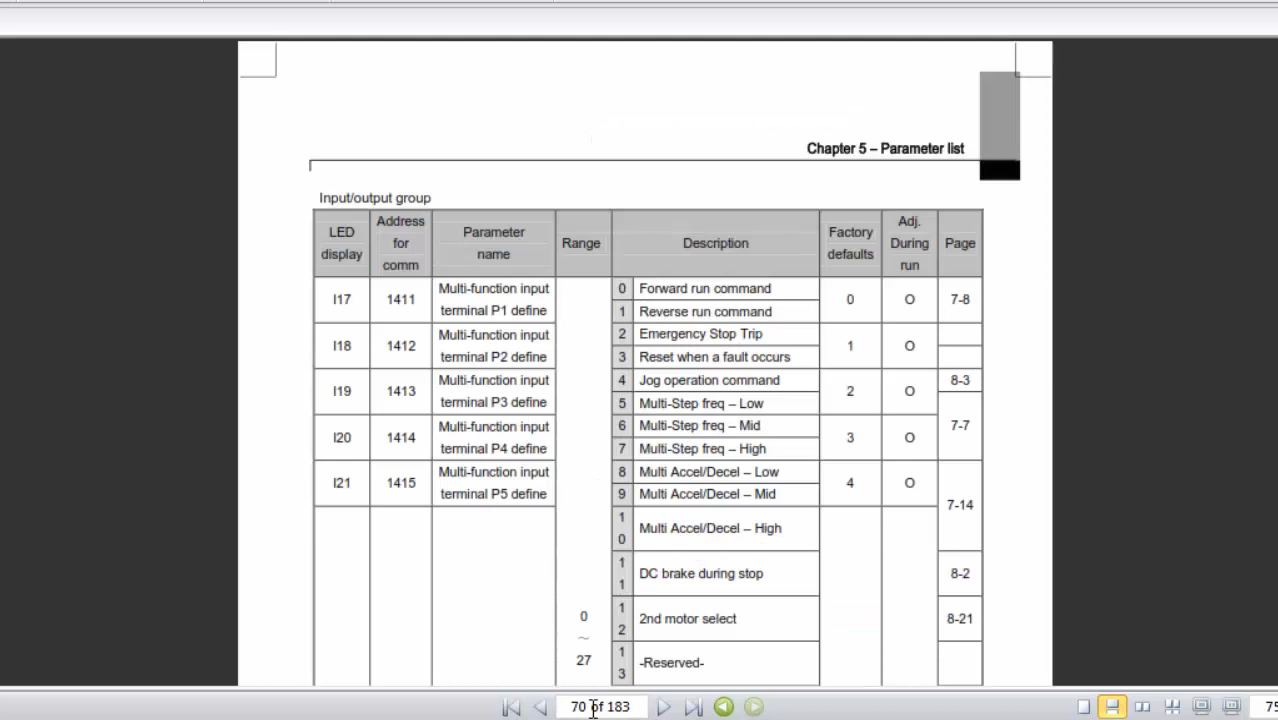 Chapter 5 – Parameter list
Input/output group
LED display
Address for comm
Parameter name
Range
Description
Factory defaults
Adj. During run
Page
I17
1411
Multi-function input
terminal P1 define
0 Forward run command
1 Reverse run command
0
O
7-8
I18
1412
Multi-function input
terminal P2 define
2 Emergency Stop Trip
3 Reset when a fault occurs
1
O
I19
1413
Multi-function input
terminal P3 define
4 Jog operation command
5 Multi-Step freq – Low
2
O
8-3
I20
1414
Multi-function input
terminal P4 define
6 Multi-Step freq – Mid
7 Multi-Step freq – High
3
O
7-7
I21
1415
Multi-function input
terminal P5 define
8 Multi Accel/Decel – Low
9 Multi Accel/Decel – Mid
4
O
7-14
10 Multi Accel/Decel – High
11 DC brake during stop
8-2
0
~
27
12 2nd motor select
8-21
13 -Reserved-
70 of 183
75